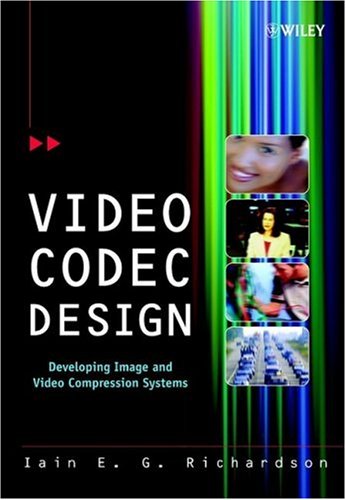 WILEY
VIDEO
CODEC
DESIGN
Developing Image and
Video Compression Systems
Iain E. G. Richardson